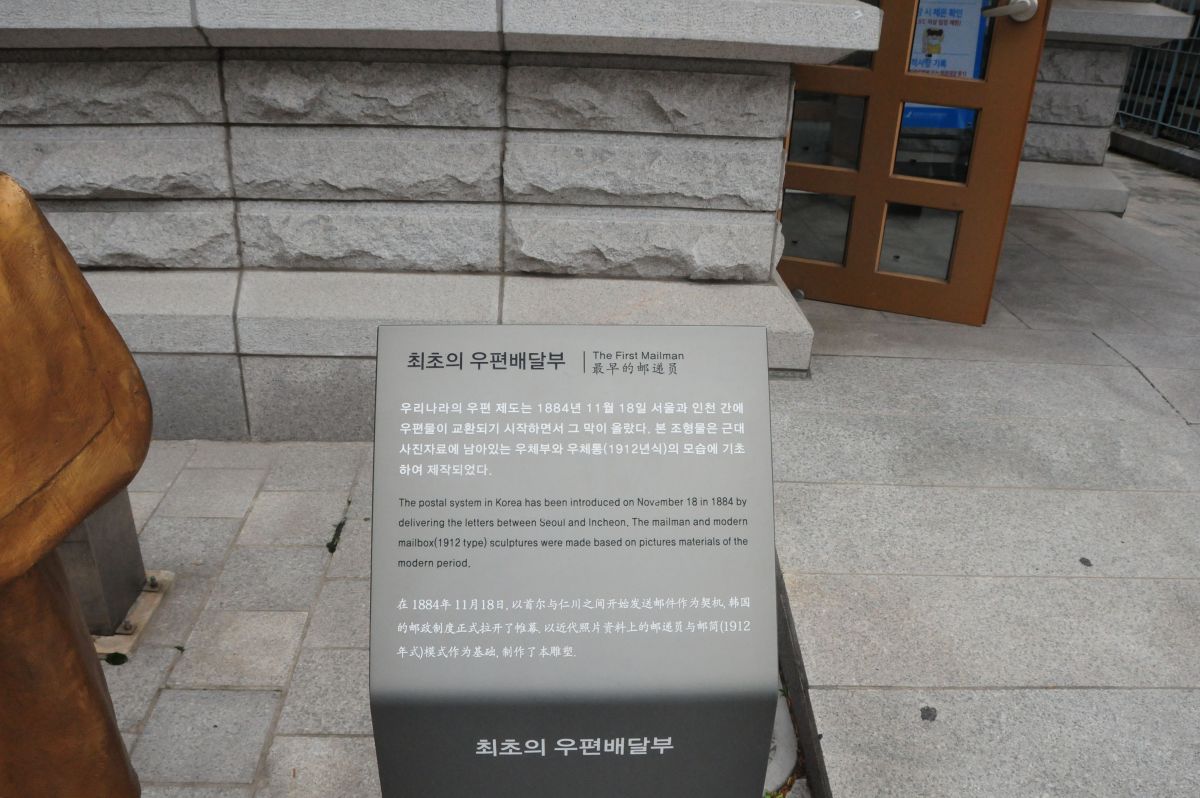 시 제문 확인
기록
최초의 우편배달부
The First Mailman
最早的邮递员
우리나라의 우편 제도는 1884년 11월 18일 서울과 인천 간에
우편물이 교환되기 시작하면서 그 막이 올랐다. 본 조형물은 근대
사진자료에 남아있는 우체부와 우체통(1912년식)의 모습에 기초
하여 제작되었다.
The postal system in Korea has been introduced on November 18 in 1884 by
delivering the letters between Seoul and Incheon. The mailman and modern
mailbox(1912 type) sculptures were made based on pictures materials of the
modern period.
在 1884年 11月18日, 以首尔与仁川之间开始发送邮件作为契机, 韩国
的邮政制度正式拉开了帷幕. 以近代照片资料上的邮递员与邮筒(1912
年式)模式作为基础, 制作了本雕塑.
최초의 우편배달부